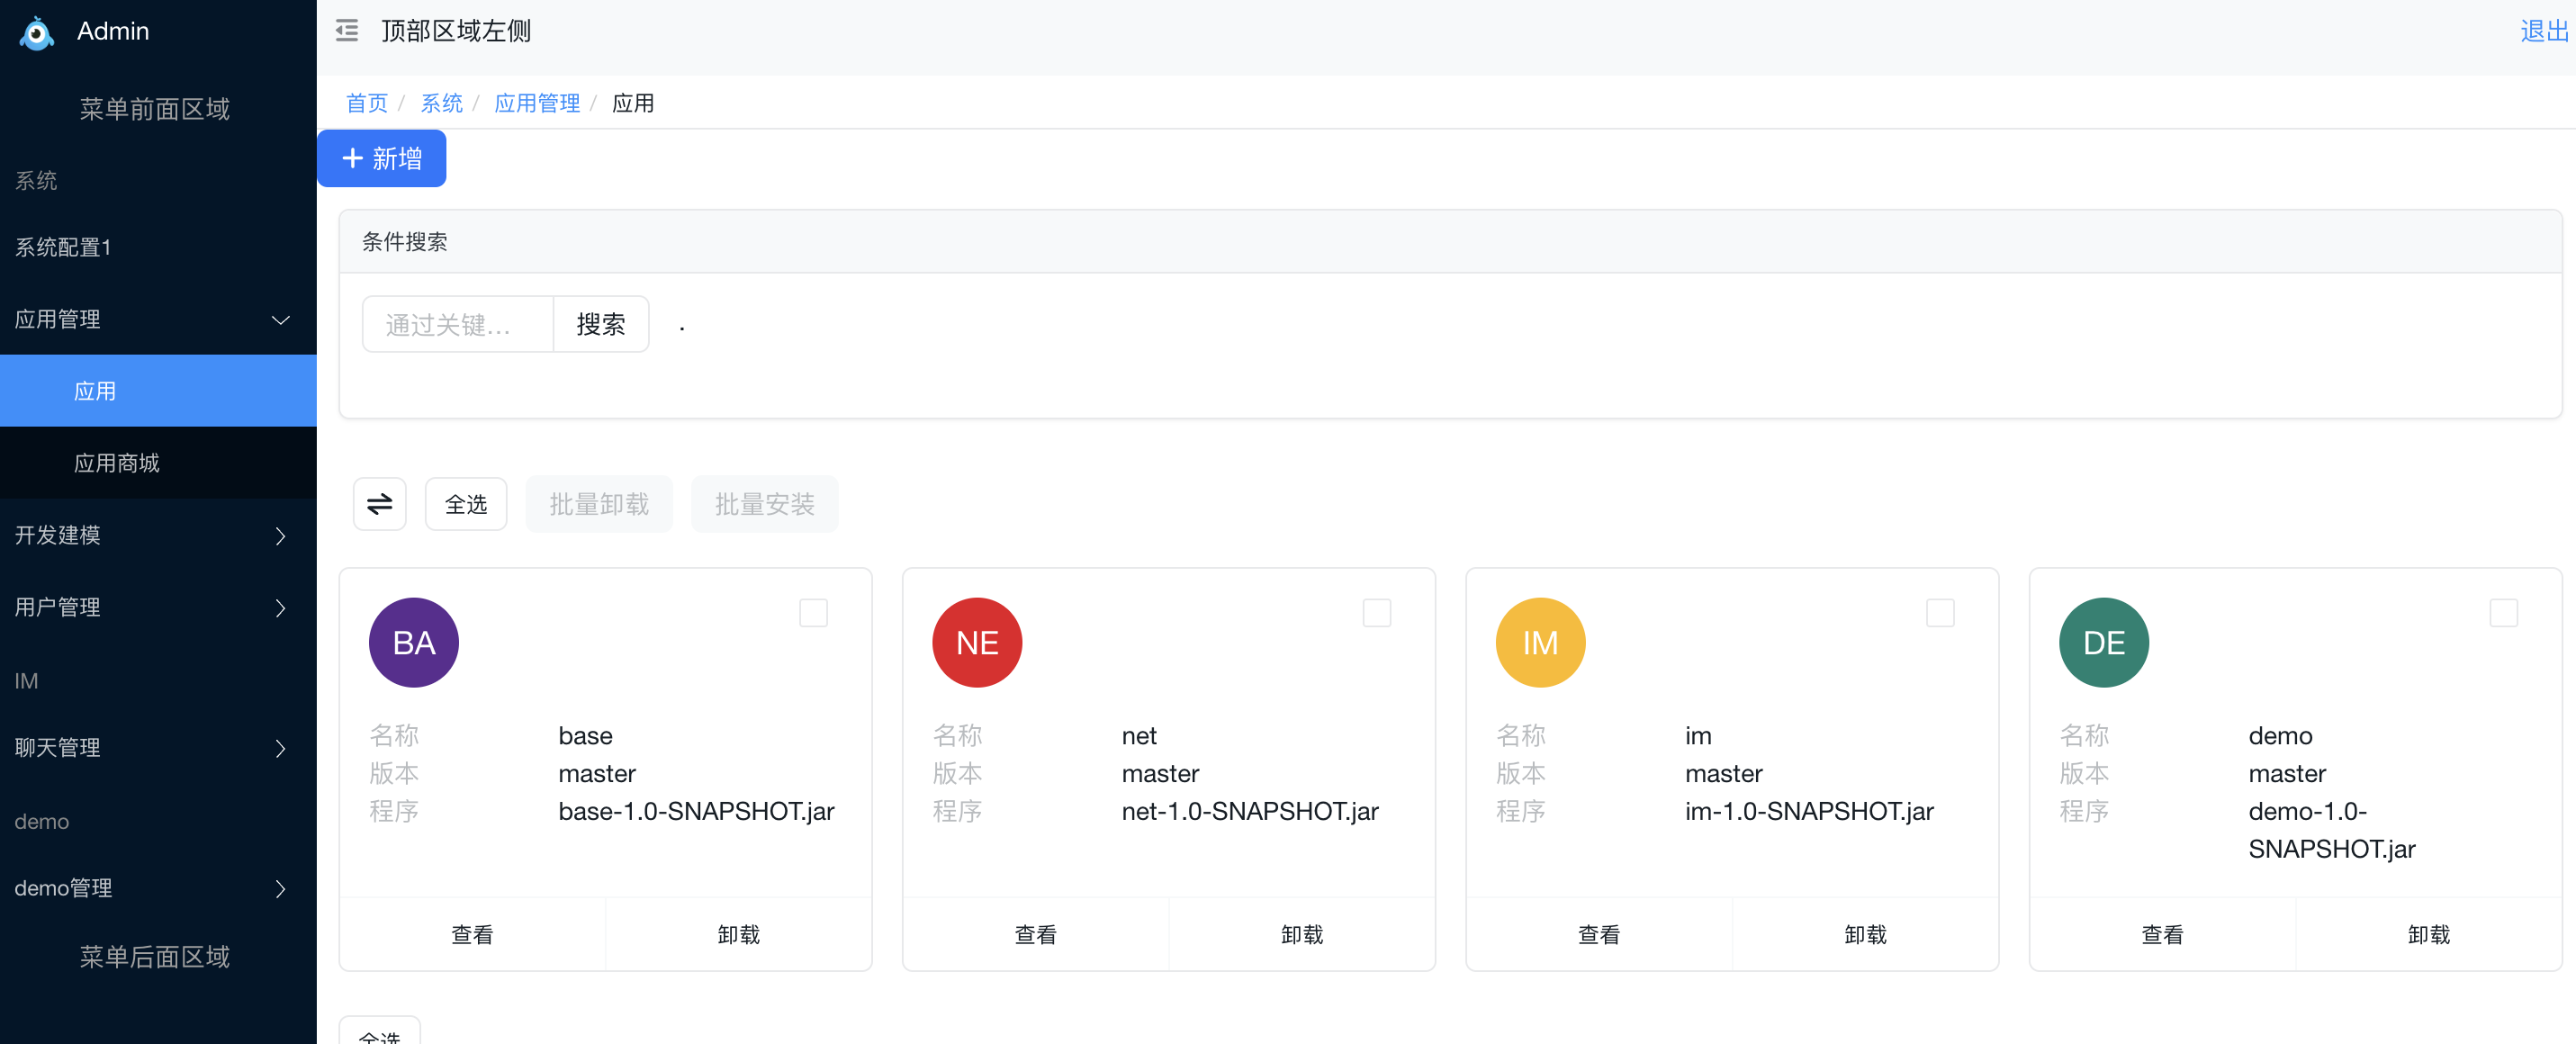 Admin
菜单前面区域
系统
系统配置1
应用管理
应用
应用商城
开发建模
用户管理
IM
聊天管理
demo
demo管理
菜单后面区域
顶部区域左侧
退出
首页 / 系统 / 应用管理 / 应用
+ 新增
条件搜索
通过关键... 搜索 .
全选 批量卸载 批量安装
BA
名称 base
版本 master
程序 base-1.0-SNAPSHOT.jar
查看 卸载
NE
名称 net
版本 master
程序 net-1.0-SNAPSHOT.jar
查看 卸载
IM
名称 im
版本 master
程序 im-1.0-SNAPSHOT.jar
查看 卸载
DE
名称 demo
版本 master
程序 demo-1.0-
SNAPSHOT.jar
查看 卸载
全选